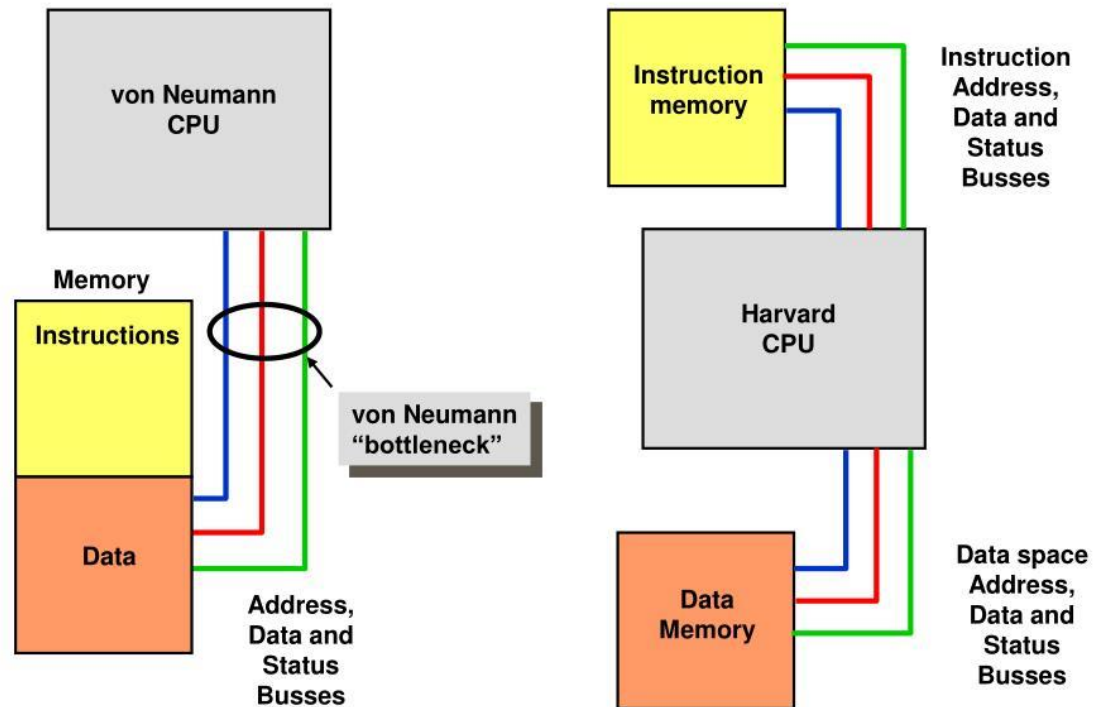 von Neumann
CPU
Memory
Instructions
Data
von Neumann
“bottleneck”
Address,
Data and
Status
Busses
Instruction
memory
Instruction
Address,
Data and
Status
Busses
Harvard
CPU
Data
Memory
Data space
Address,
Data and
Status
Busses